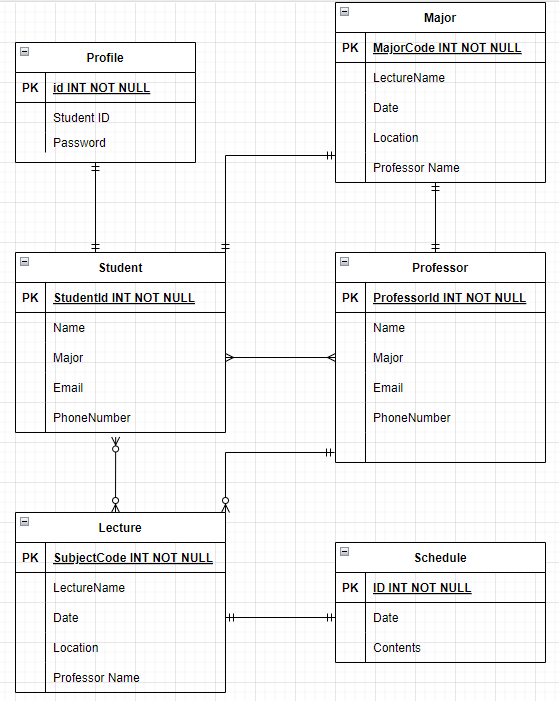 Major
PK MajorCode INT NOT NULL
LectureName
Date
Location
Professor Name
Profile
PK id INT NOT NULL
Student ID
Password
Student
PK StudentId INT NOT NULL
Name
Major
Email
PhoneNumber
Professor
PK ProfessorId INT NOT NULL
Name
Major
Email
PhoneNumber
Lecture
PK SubjectCode INT NOT NULL
LectureName
Date
Location
Professor Name
Schedule
PK ID INT NOT NULL
Date
Contents